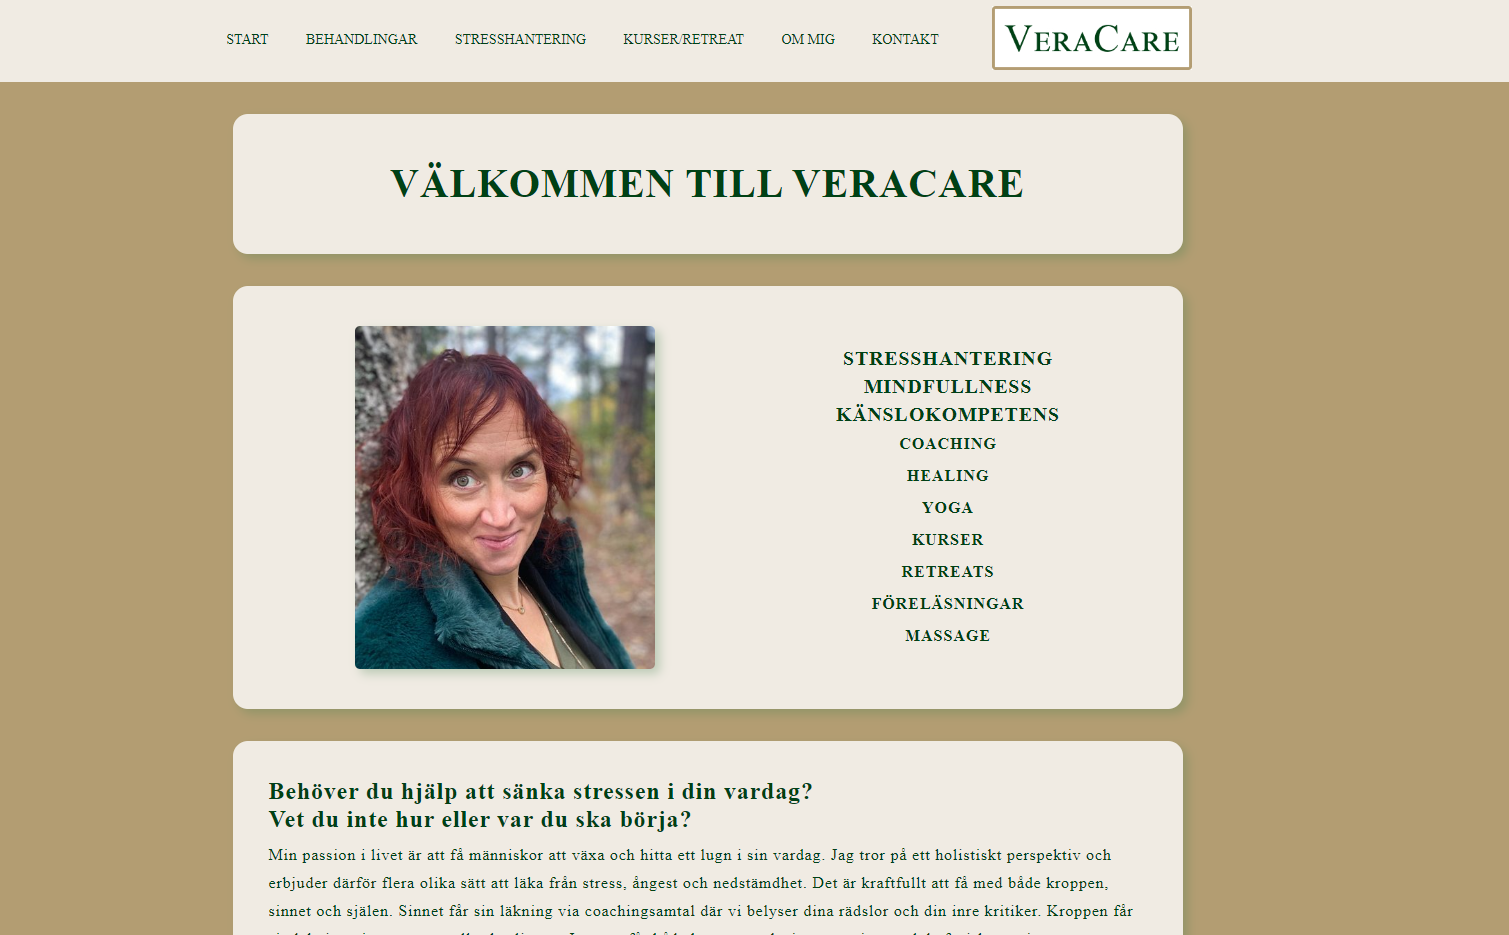 START BEHANDLINGAR STRESSHANTERING KURSER/RETREAT OM MIG KONTAKT VERACARE
VÄLKOMMEN TILL VERACARE
STRESSHANTERING
MINDFULLNESS
KÄNSLOKOMPETENS
COACHING
HEALING
YOGA
KURSER
RETREATS
FÖRELÄSNINGAR
MASSAGE
Behöver du hjälp att sänka stressen i din vardag?
Vet du inte hur eller var du ska börja?
Min passion i livet är att få människor att växa och hitta ett lugn i sin vardag. Jag tror på ett holistiskt perspektiv och
erbjuder därför flera olika sätt att läka från stress, ångest och nedstämdhet. Det är kraftfullt att få med både kroppen,
sinnet och själen. Sinnet får sin läkning via coachingsamtal där vi belyser dina rädslor och din inre kritiker. Kroppen får